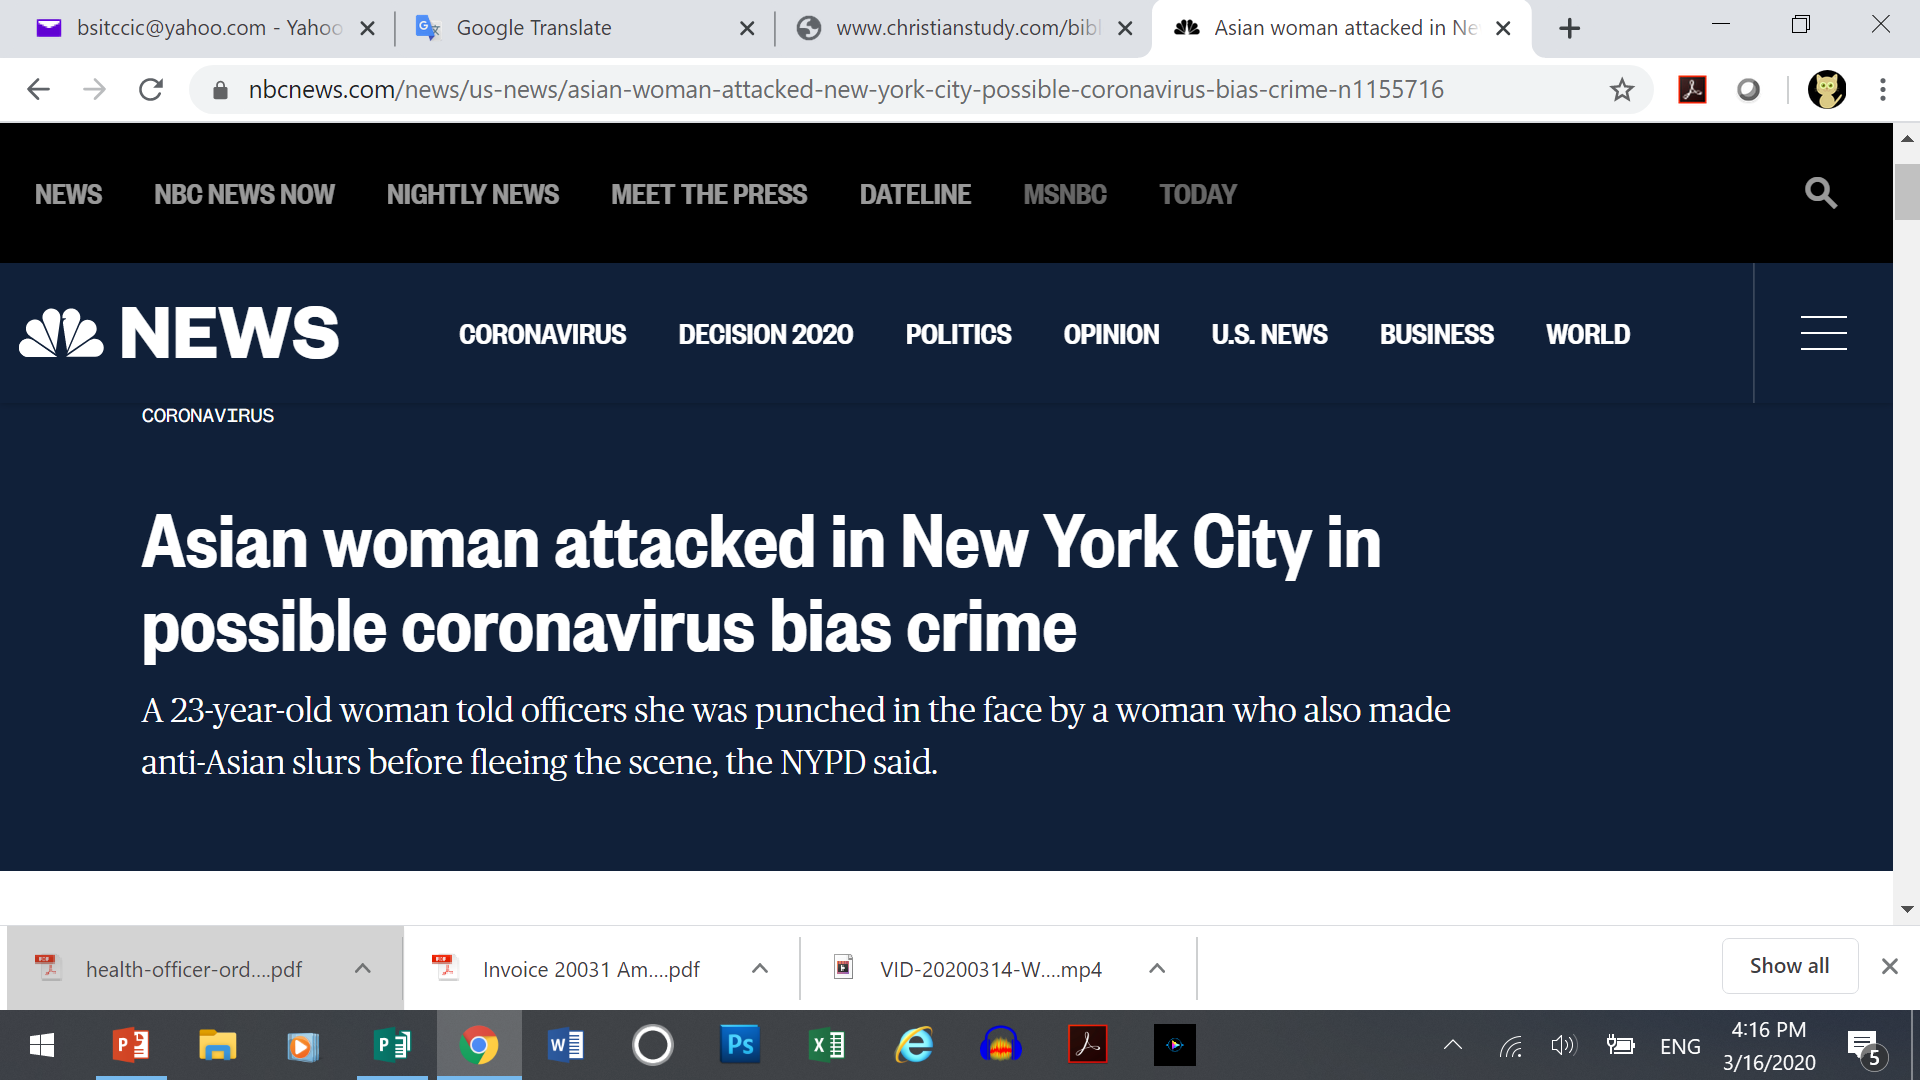 bsitccic@yahoo.com - Yahoo
Google Translate
www.christianstudy.com/bibl
Asian woman attacked in Ne
nbcnews.com/news/us-news/asian-woman-attacked-new-york-city-possible-coronavirus-bias-crime-n1155716
NEWS NBC NEWS NOW NIGHTLY NEWS MEET THE PRESS DATELINE MSNBC TODAY
NEWS
CORONAVIRUS DECISION 2020 POLITICS OPINION U.S. NEWS BUSINESS WORLD
CORONAVIRUS
Asian woman attacked in New York City in
possible coronavirus bias crime
A 23-year-old woman told officers she was punched in the face by a woman who also made
anti-Asian slurs before fleeing the scene, the NYPD said.
health-officer-ord....pdf
Invoice 20031 Am....pdf
VID-20200314-W....mp4
Show all
ENG
4:16 PM
3/16/2020
5